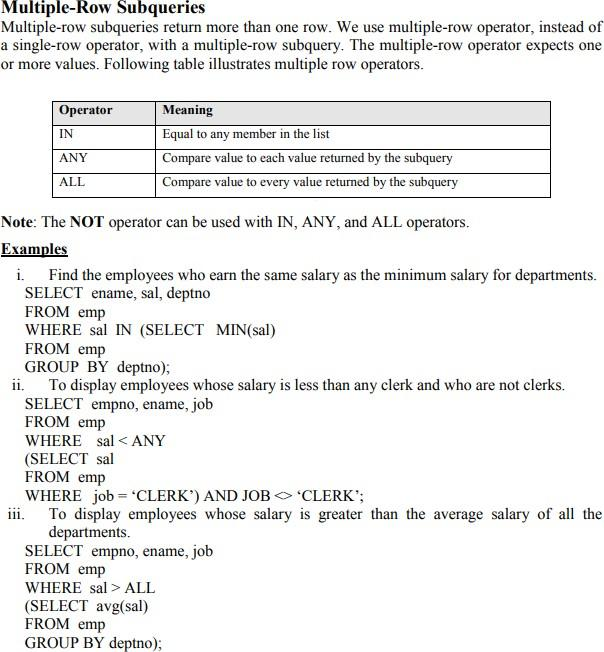 Multiple-Row Subqueries
Multiple-row subqueries return more than one row. We use multiple-row operator, instead of
a single-row operator, with a multiple-row subquery. The multiple-row operator expects one
or more values. Following table illustrates multiple row operators.
Operator Meaning
IN Equal to any member in the list
ANY Compare value to each value returned by the subquery
ALL Compare value to every value returned by the subquery
Note: The NOT operator can be used with IN, ANY, and ALL operators.
Examples
i. Find the employees who earn the same salary as the minimum salary for departments.
SELECT ename, sal, deptno
FROM emp
WHERE sal IN (SELECT MIN(sal)
FROM emp
GROUP BY deptno);
ii. To display employees whose salary is less than any clerk and who are not clerks.
SELECT empno, ename, job
FROM emp
WHERE sal < ANY
(SELECT sal
FROM emp
WHERE job = ‘CLERK’) AND JOB <> ‘CLERK’;
iii. To display employees whose salary is greater than the average salary of all the
departments.
SELECT empno, ename, job
FROM emp
WHERE sal > ALL
(SELECT avg(sal)
FROM emp
GROUP BY deptno);